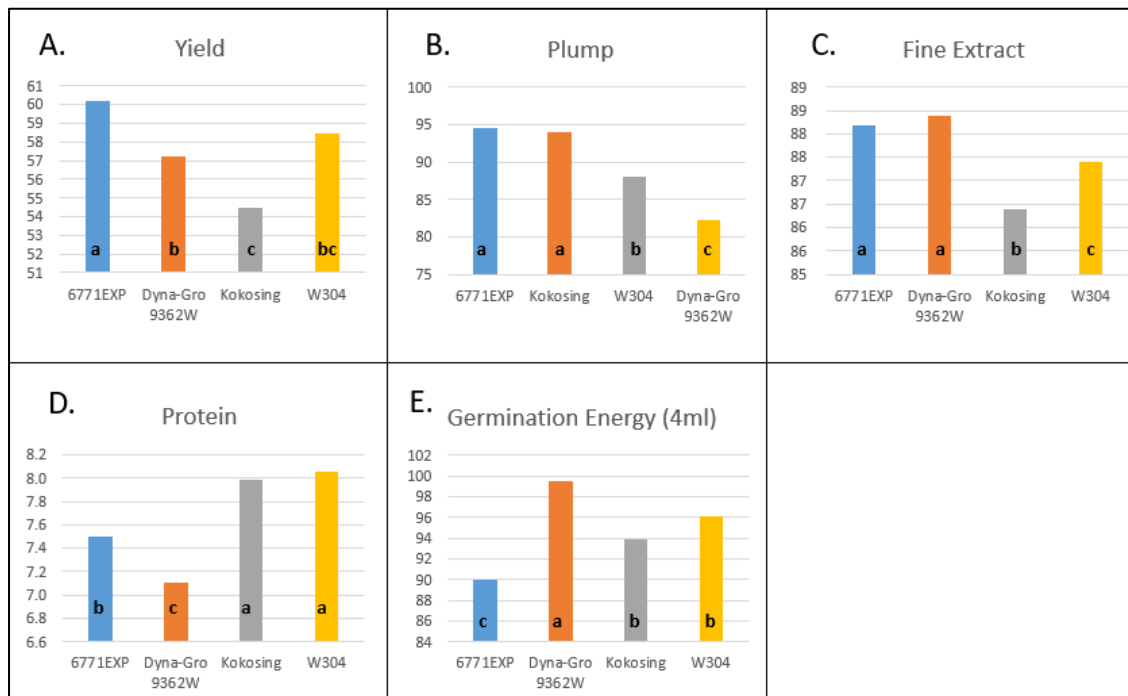 A.
Yield
61
60
59
58
57
56
55
54
53
52
51
a
b
c
bc
6771EXP Dyna-Gro Kokosing W304
9362W
B.
Plump
100
95
90
85
80
75
a
a
b
c
6771EXP Kokosing W304 Dyna-Gro
9362W
C.
Fine Extract
89
89
88
88
87
87
86
86
85
a
a
b
c
6771EXP Dyna-Gro Kokosing W304
9362W
D.
Protein
8.2
8.0
7.8
7.6
7.4
7.2
7.0
6.8
6.6
b
c
a
a
6771EXP Dyna-Gro Kokosing W304
9362W
E.
Germination Energy (4ml)
102
100
98
96
94
92
90
88
86
84
c
a
b
b
6771EXP Dyna-Gro Kokosing W304
9362W